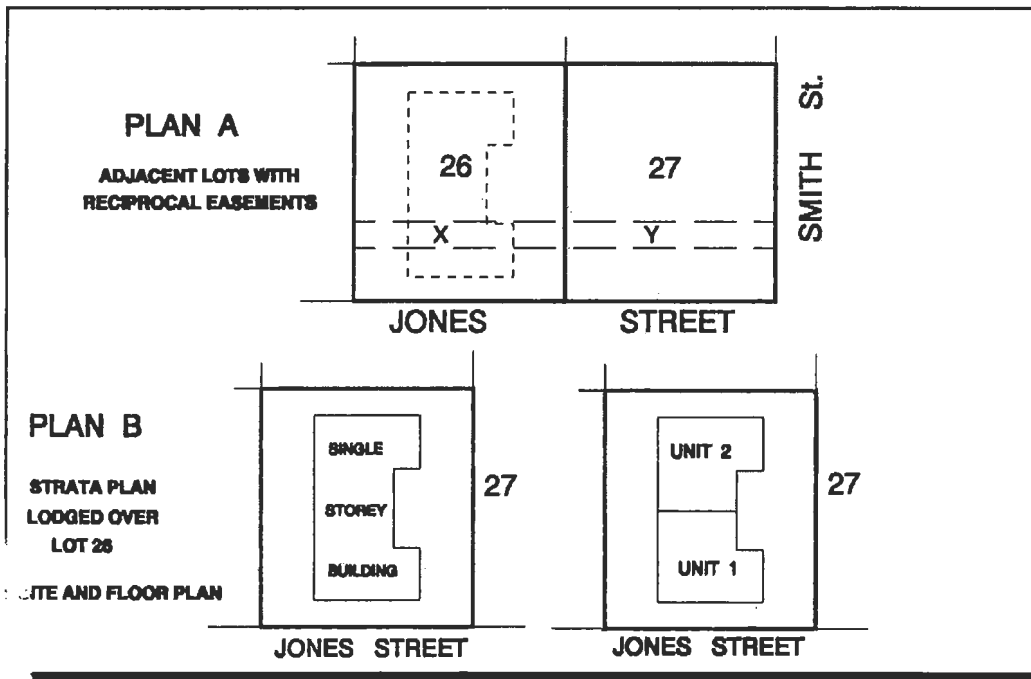 PLAN A
ADJACENT LOTS WITH
RECIPROCAL EASEMENTS
26
27
X
Y
SMITH St.
JONES STREET
PLAN B
STRATA PLAN
LODGED OVER
LOT 26
AND FLOOR PLAN
SINGLE
STOREY
BUILDING
27
JONES STREET
UNIT 2
UNIT 1
27
JONES STREET